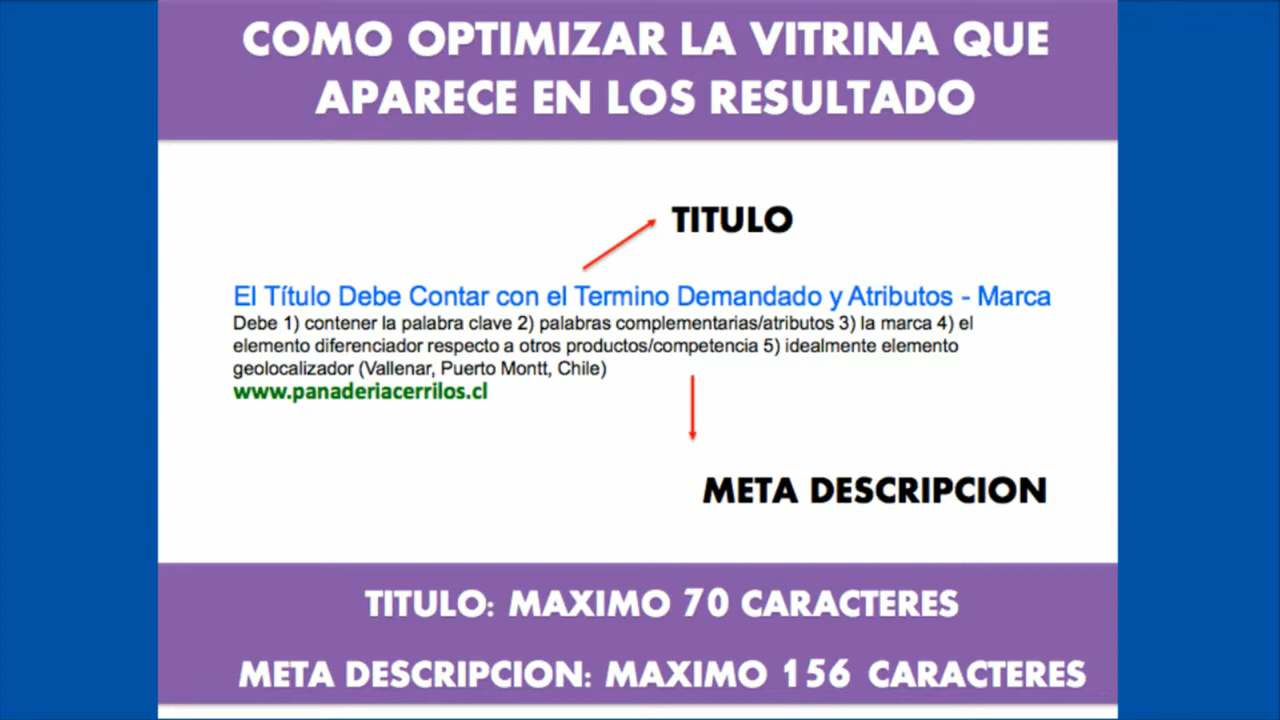 COMO OPTIMIZAR LA VITRINA QUE
APARECE EN LOS RESULTADO
TITULO
El Título Debe Contar con el Termino Demandado y Atributos - Marca
Debe 1) contener la palabra clave 2) palabras complementarias/atributos 3) la marca 4) el
elemento diferenciador respecto a otros productos/competencia 5) idealmente elemento
geolocalizador (Vallenar, Puerto Montt, Chile)
www.panaderiacerrilos.cl
META DESCRIPCION
TITULO: MAXIMO 70 CARACTERES
META DESCRIPCION: MAXIMO 156 CARACTERES